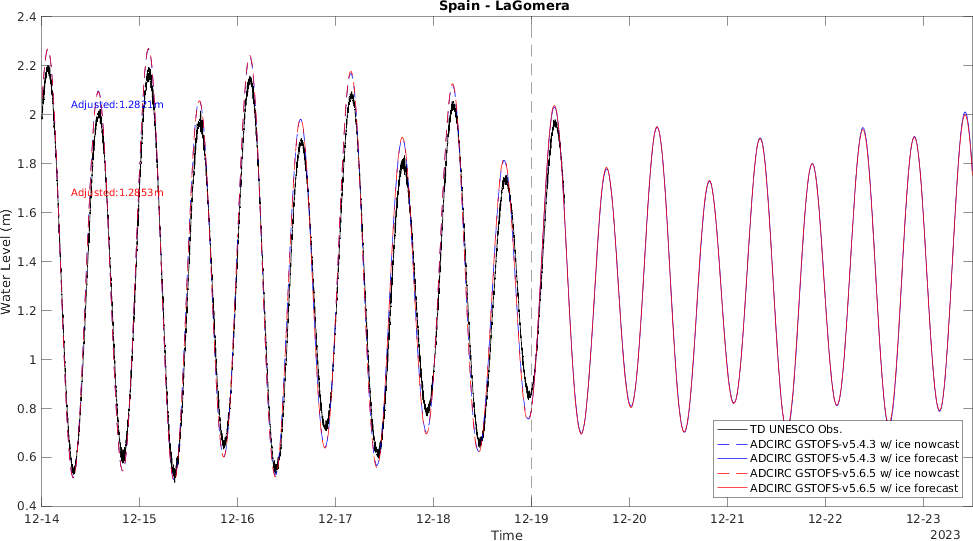 Spain - LaGomera
2.4
2.2
2
1.8
1.6
1.4
1.2
1
0.8
0.6
0.4
Water Level (m)
Adjusted:1.2821m
Adjusted:1.2853m
TD UNESCO Obs.
ADCIRC GSTOFS-v5.4.3 w/ ice nowcast
ADCIRC GSTOFS-v5.4.3 w/ ice forecast
ADCIRC GSTOFS-v5.6.5 w/ ice nowcast
ADCIRC GSTOFS-v5.6.5 w/ ice forecast
12-14 12-15 12-16 12-17 12-18 12-19 12-20 12-21 12-22 12-23
Time
2023